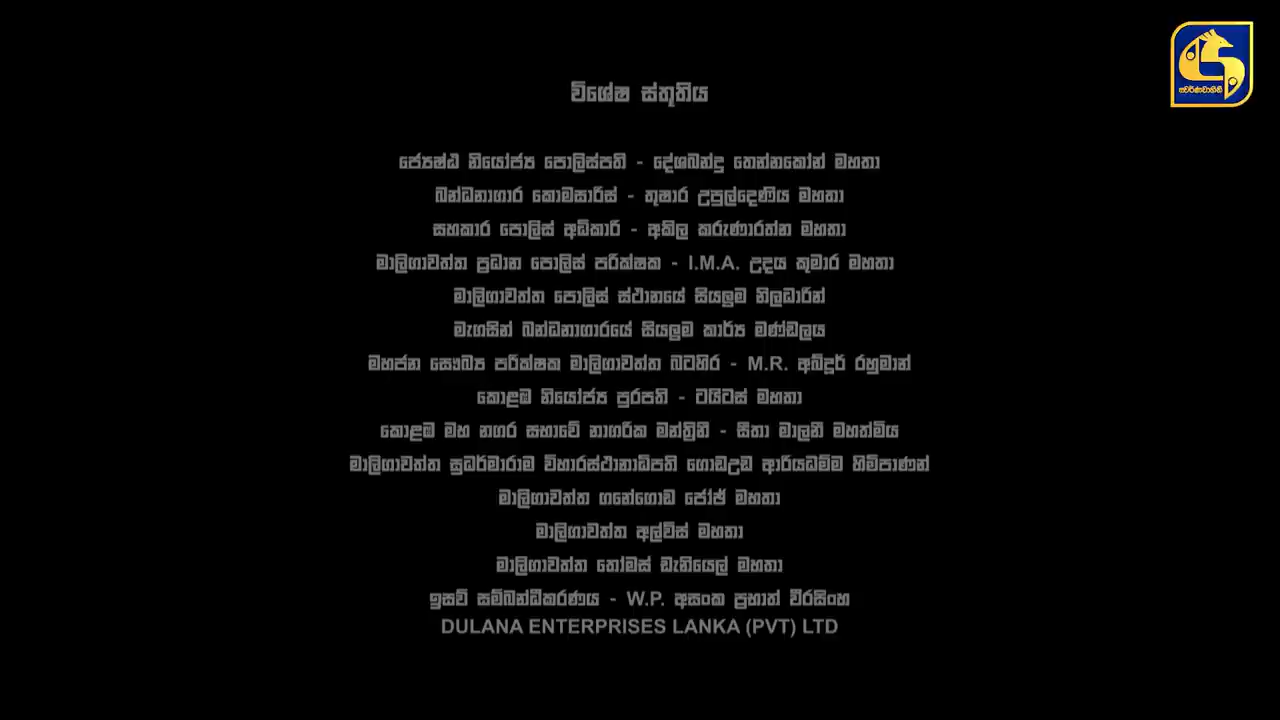 ස්වර්ණවාහිනී
විශේෂ ස්තූතිය
ජ්‍යෙෂ්ඨ නියෝජ්‍ය පොලිස්පති - දේශබන්දු තෙන්නකෝන් මහතා
බන්ධනාගාර කොමසාරිස් - තුෂාර උපුල්දෙණිය මහතා
සහකාර පොලිස් අධිකාරී - අකිල කරුණාරත්න මහතා
මාලිගාවත්ත ප්‍රධාන පොලිස් පරීක්ෂක - I.M.A. උදය කුමාර මහතා
මාලිගාවත්ත පොලිස් ස්ථානයේ සියලුම නිලධාරීන්
මැගසින් බන්ධනාගාරයේ සියලුම කාර්ය මණ්ඩලය
මහජන සෞඛ්‍ය පරීක්ෂක මාලිගාවත්ත බටහිර - M.R. අබ්දූර් රහුමාන්
කොළඹ නියෝජ්‍ය පුරපති - ටයිටස් මහතා
කොළඹ මහ නගර සභාවේ නාගරික මන්ත්‍රිනී - සීතා මාලනී මහත්මිය
මාලිගාවත්ත සුධර්මාරාම විහාරස්ථානාධිපති ගොඩඋඩ ආරියධම්ම හිමිපාණන්
මාලිගාවත්ත ගනේගොඩ ජෝජ් මහතා
මාලිගාවත්ත අල්විස් මහතා
මාලිගාවත්ත තෝමස් ඩැනියෙල් මහතා
ඉසව් සම්බන්ධීකරණය - W.P. අසංක ප්‍රභාත් වීරසිංහ
DULANA ENTERPRISES LANKA (PVT) LTD